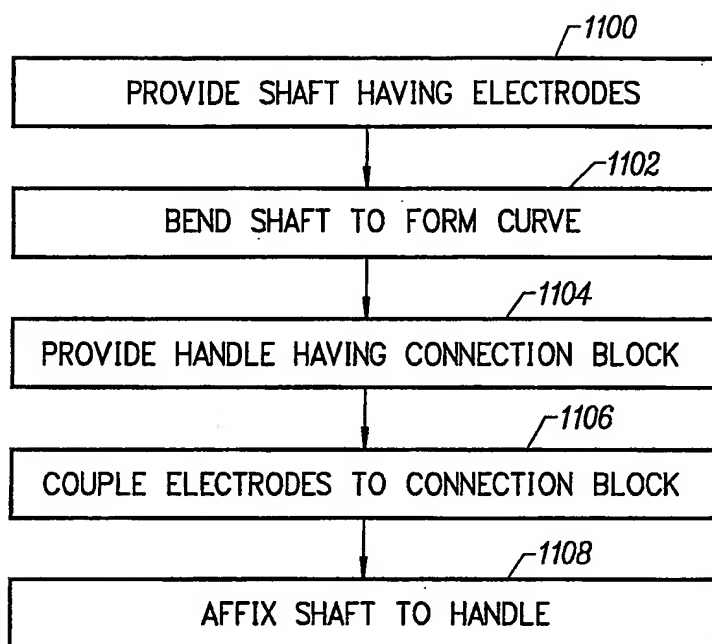 1100
PROVIDE SHAFT HAVING ELECTRODES
1102
BEND SHAFT TO FORM CURVE
1104
PROVIDE HANDLE HAVING CONNECTION BLOCK
1106
COUPLE ELECTRODES TO CONNECTION BLOCK
1108
AFFIX SHAFT TO HANDLE